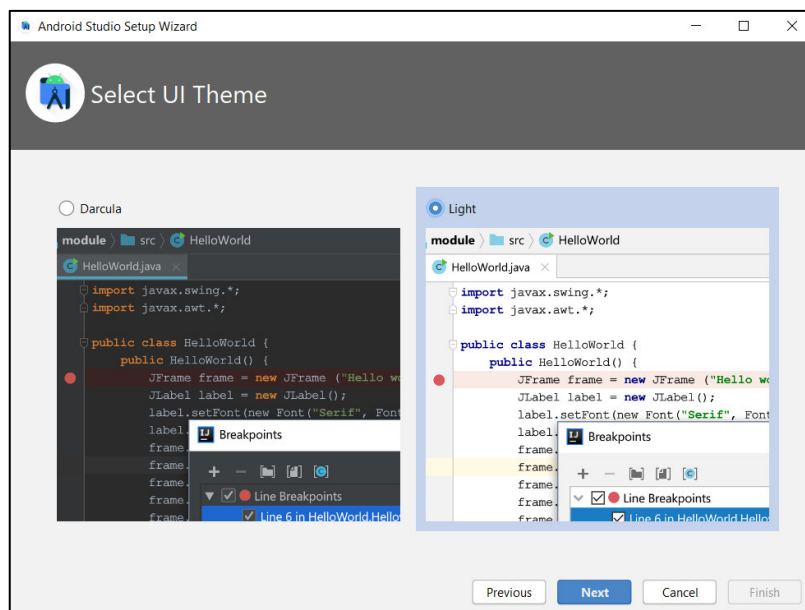 Android Studio Setup Wizard
Select UI Theme
Darcula
module src HelloWorld
HelloWorld.java
import javax.swing.*;
import javax.awt.*;
public class HelloWorld {
public HelloWorld() {
JFrame frame = new JFrame ("Hello wo
JLabel label = new JLabel();
label.setFont(new Font("Serif", Font
label.
frame.
frame.
frame.
frame.
frame.
Breakpoints
Line Breakpoints
Line 6 in HelloWorld.Hello
Light
module src HelloWorld
HelloWorld.java
import javax.swing.*;
import javax.awt.*;
public class HelloWorld {
public HelloWorld() {
JFrame frame = new JFrame ("Hello wo
JLabel label = new JLabel();
label.setFont(new Font("Serif", Font
label.
frame.
frame.
frame.
frame.
frame
Breakpoints
Line Breakpoints
Line 6 in HelloWorld.Hello
Previous Next Cancel Finish